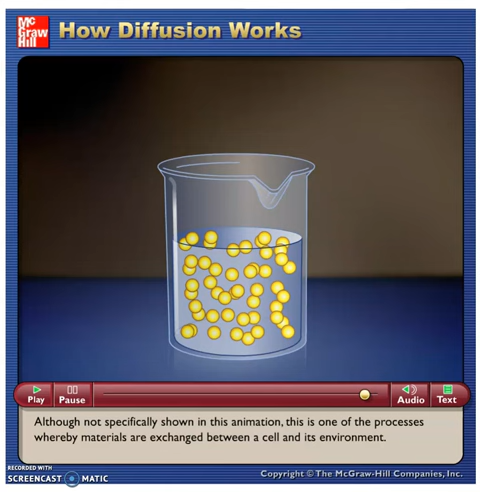 Mc
Graw
Hill
How Diffusion Works
Play
Pause
Audio
Text
Although not specifically shown in this animation, this is one of the processes
whereby materials are exchanged between a cell and its environment.
RECORDED WITH
SCREENCAST MATIC
Copyright © The McGraw-Hill Companies, Inc.